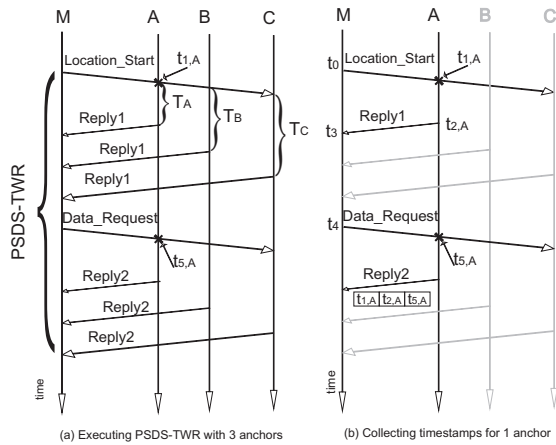 M A B C
Location_Start
t1,A
TA
TB
TC
Reply1
Reply1
Reply1
PSDS-TWR
Data_Request
t5,A
Reply2
Reply2
Reply2
time
(a) Executing PSDS-TWR with 3 anchors
M A B C
t0
Location_Start
t1,A
Reply1
t2,A
t3
t4
Data_Request
t5,A
Reply2
t1,A t2,A t5,A
time
(b) Collecting timestamps for 1 anchor